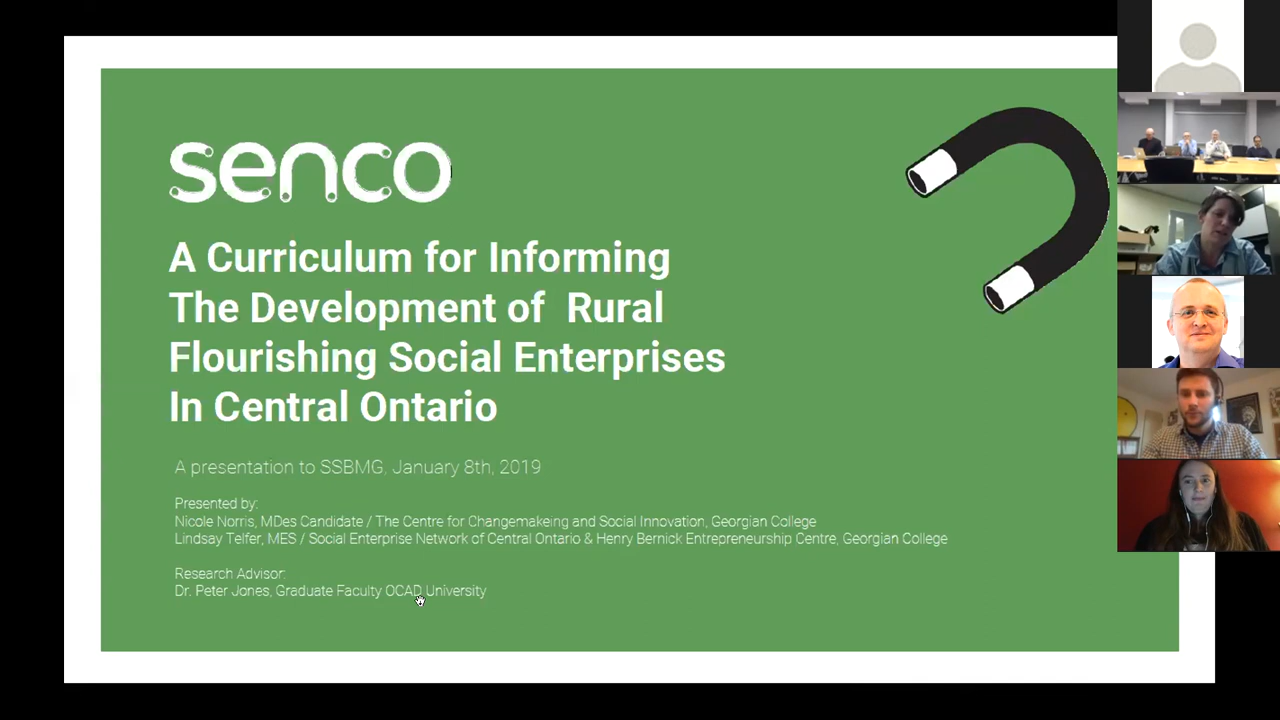 senco
A Curriculum for Informing
The Development of Rural
Flourishing Social Enterprises
In Central Ontario
A presentation to SSBMG, January 8th, 2019
Presented by:
Nicole Norris, MDes Candidate / The Centre for Changemakeing and Social Innovation, Georgian College
Lindsay Telfer, MES / Social Enterprise Network of Central Ontario & Henry Bernick Entrepreneurship Centre, Georgian College
Research Advisor:
Dr. Peter Jones, Graduate Faculty OCAD University